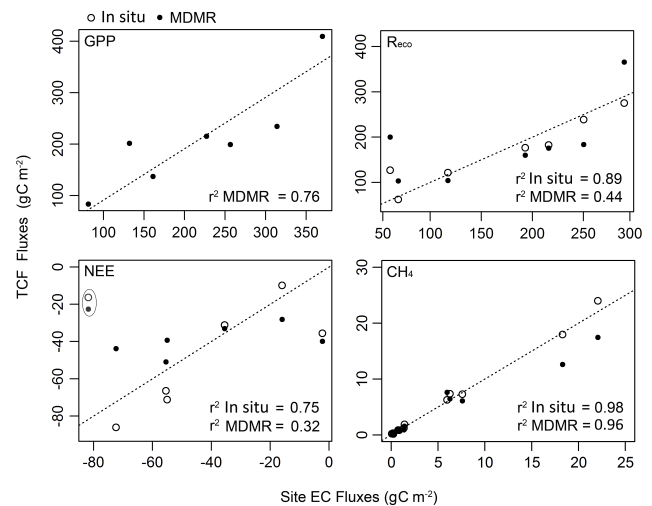 In situ MDMR
GPP
400
300
200
100
100 150 200 250 300 350
r² MDMR = 0.76
Reco
400
300
200
100
50 100 150 200 250 300
r² In situ = 0.89
r² MDMR = 0.44
TCF Fluxes (gC m-²)
NEE
0
-20
-40
-60
-80
-80 -60 -40 -20 0
r² In situ = 0.75
r² MDMR = 0.32
CH₄
30
20
10
0
0 5 10 15 20 25
r² In situ = 0.98
r² MDMR = 0.96
Site EC Fluxes (gC m-²)